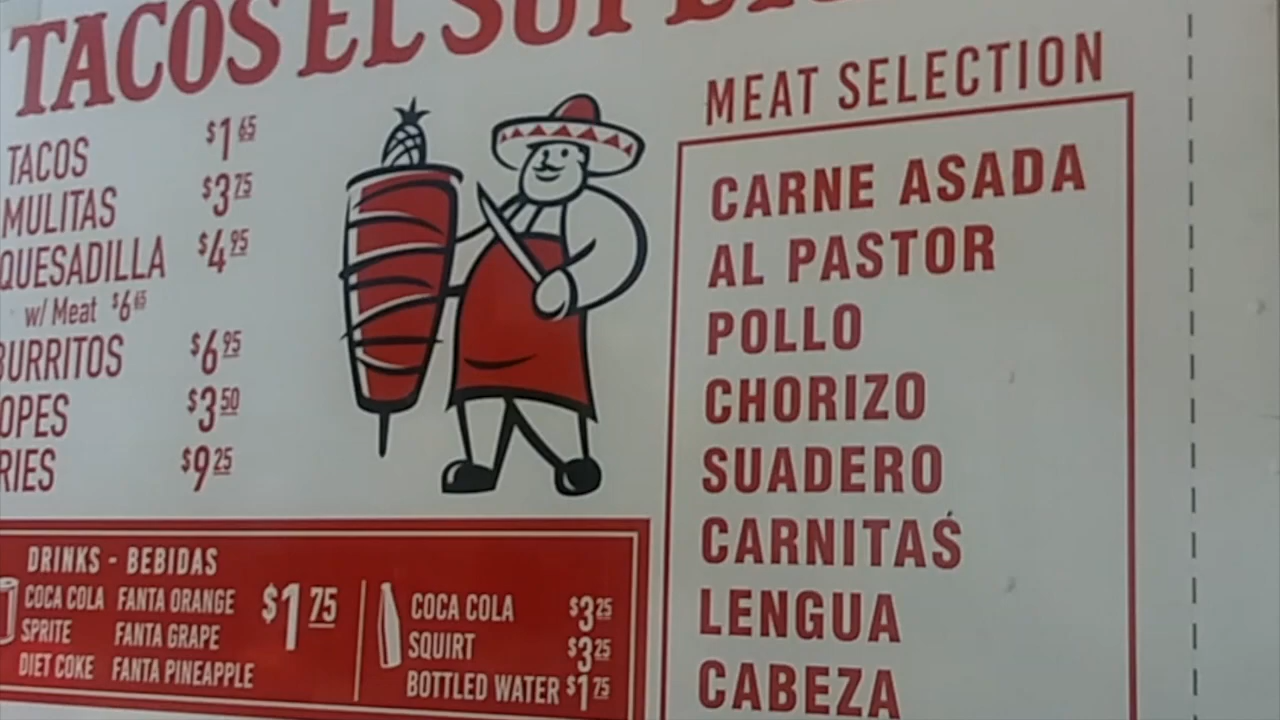 TACOS EL
MEAT SELECTION
TACOS $1 65
MULITAS $3 75
QUESADILLA $4 95
w/ Meat $6 65
BURRITOS $6 95
OPES $3 50
RIES $9 25
CARNE ASADA
AL PASTOR
POLLO
CHORIZO
SUADERO
CARNITAS
LENGUA
CABEZA
DRINKS - BEBIDAS
COCA COLA FANTA ORANGE $1 75
SPRITE FANTA GRAPE
DIET COKE FANTA PINEAPPLE
COCA COLA $3 25
SQUIRT $3 25
BOTTLED WATER $1 75